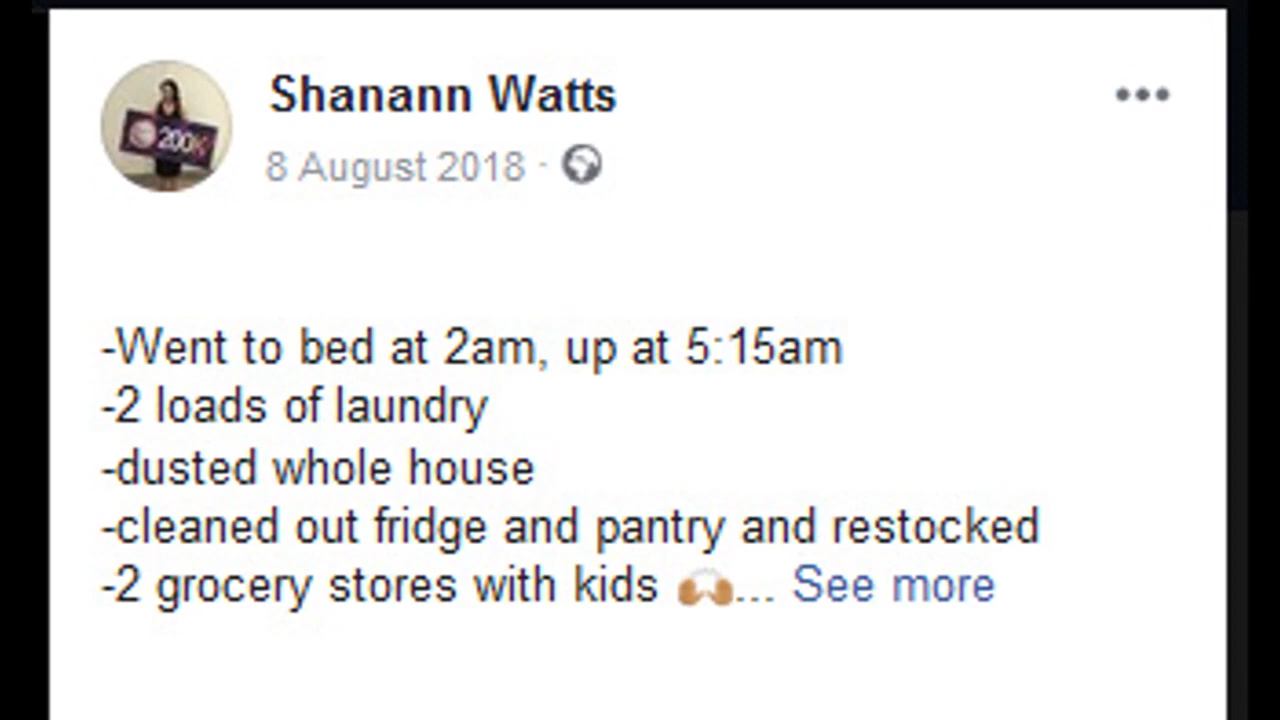 Shanann Watts
8 August 2018 ·
200K
-Went to bed at 2am, up at 5:15am
-2 loads of laundry
-dusted whole house
-cleaned out fridge and pantry and restocked
-2 grocery stores with kids 🙌🏽... See more